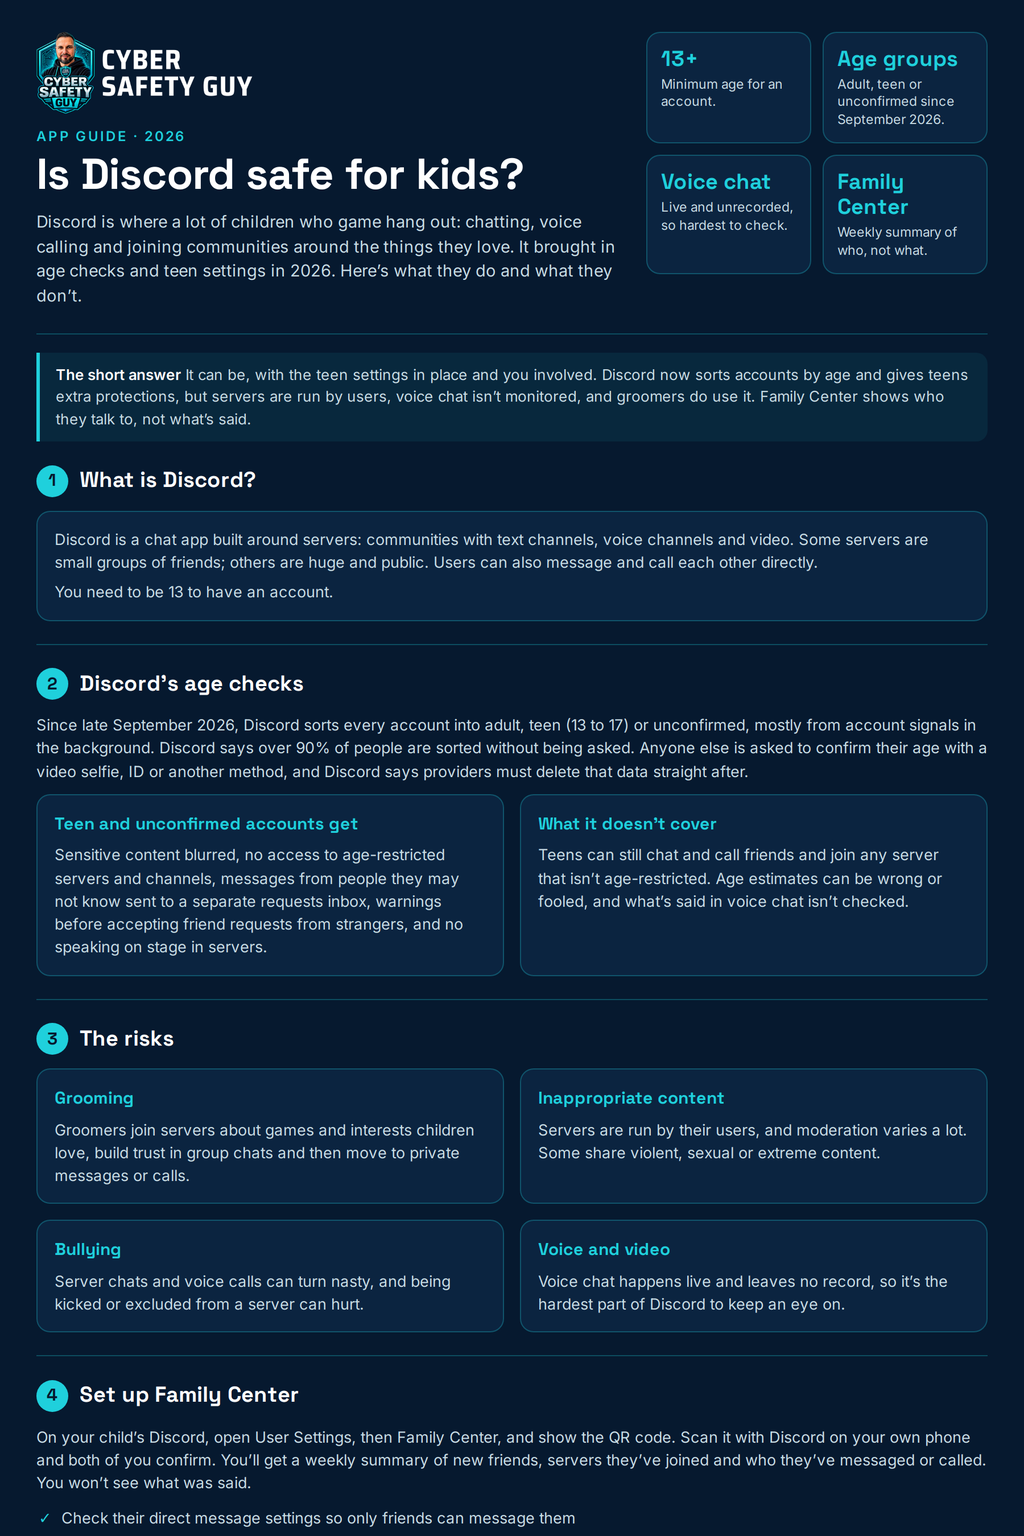 CYBER
SAFETY
GUY
CYBER
SAFETY GUY
APP GUIDE · 2026
Is Discord safe for kids?
Discord is where a lot of children who game hang out: chatting, voice
calling and joining communities around the things they love. It brought in
age checks and teen settings in 2026. Here’s what they do and what they
don’t.
13+
Minimum age for an
account.
Age groups
Adult, teen or
unconfirmed since
September 2026.
Voice chat
Live and unrecorded,
so hardest to check.
Family
Center
Weekly summary of
who, not what.
The short answer It can be, with the teen settings in place and you involved. Discord now sorts accounts by age and gives teens
extra protections, but servers are run by users, voice chat isn’t monitored, and groomers do use it. Family Center shows who
they talk to, not what’s said.
1 What is Discord?
Discord is a chat app built around servers: communities with text channels, voice channels and video. Some servers are
small groups of friends; others are huge and public. Users can also message and call each other directly.
You need to be 13 to have an account.
2 Discord’s age checks
Since late September 2026, Discord sorts every account into adult, teen (13 to 17) or unconfirmed, mostly from account signals in
the background. Discord says over 90% of people are sorted without being asked. Anyone else is asked to confirm their age with a
video selfie, ID or another method, and Discord says providers must delete that data straight after.
Teen and unconfirmed accounts get
Sensitive content blurred, no access to age-restricted
servers and channels, messages from people they may
not know sent to a separate requests inbox, warnings
before accepting friend requests from strangers, and no
speaking on stage in servers.
What it doesn’t cover
Teens can still chat and call friends and join any server
that isn’t age-restricted. Age estimates can be wrong or
fooled, and what’s said in voice chat isn’t checked.
3 The risks
Grooming
Groomers join servers about games and interests children
love, build trust in group chats and then move to private
messages or calls.
Inappropriate content
Servers are run by their users, and moderation varies a lot.
Some share violent, sexual or extreme content.
Bullying
Server chats and voice calls can turn nasty, and being
kicked or excluded from a server can hurt.
Voice and video
Voice chat happens live and leaves no record, so it’s the
hardest part of Discord to keep an eye on.
4 Set up Family Center
On your child’s Discord, open User Settings, then Family Center, and show the QR code. Scan it with Discord on your own phone
and both of you confirm. You’ll get a weekly summary of new friends, servers they’ve joined and who they’ve messaged or called.
You won’t see what was said.
✓ Check their direct message settings so only friends can message them